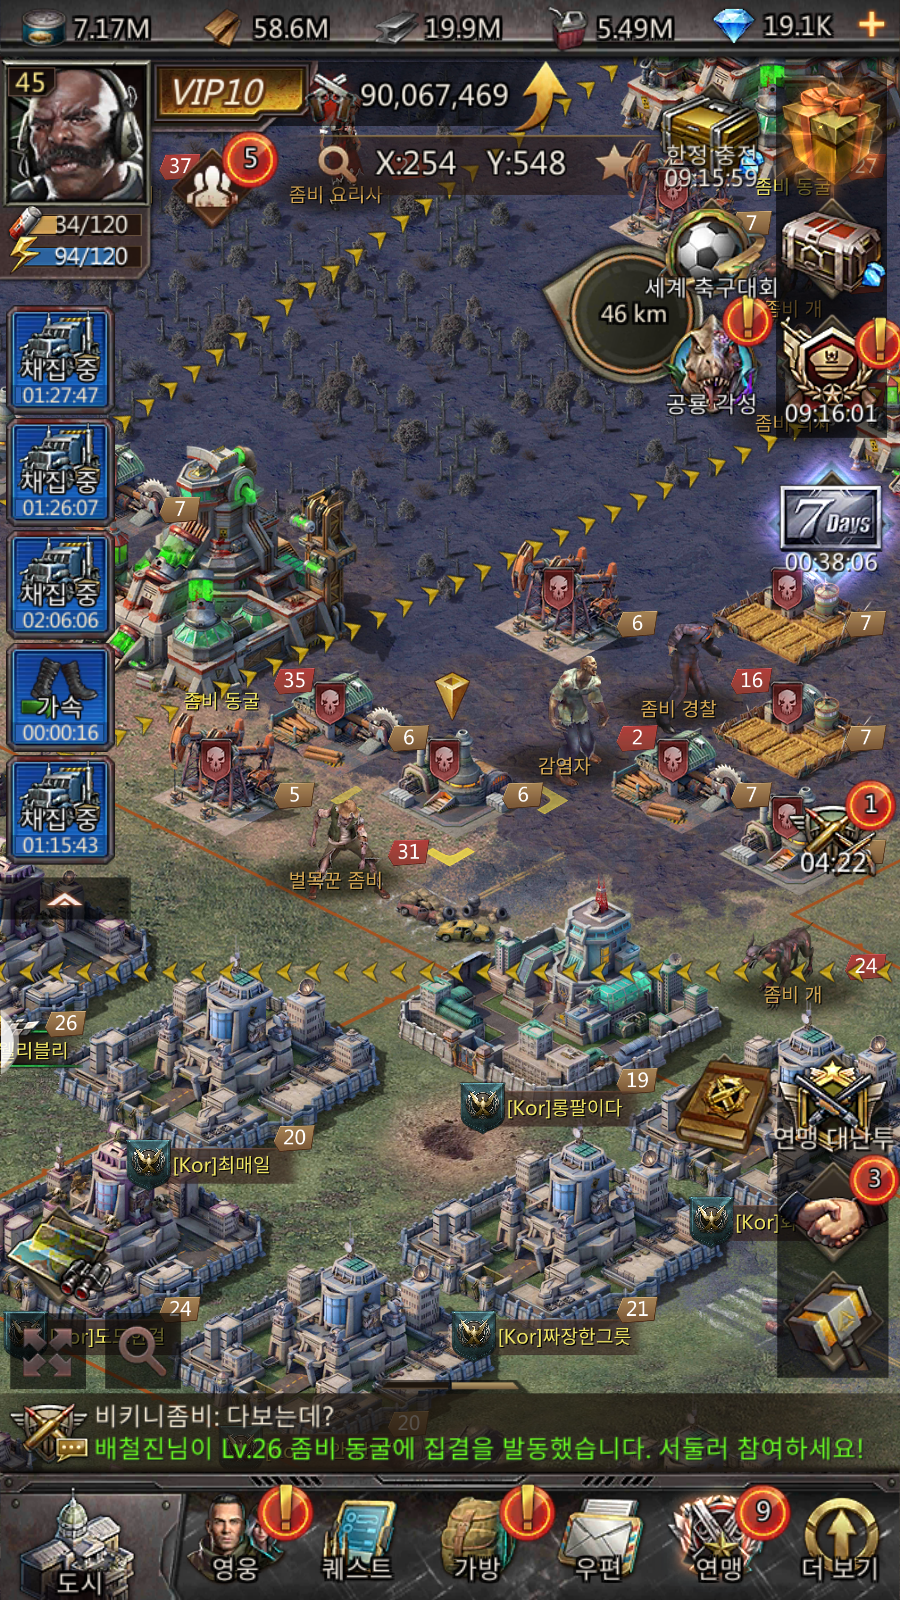 7.17M
58.6M
19.9M
5.49M
19.1K
45
VIP10
90,067,469
37
5
X:254 Y:548
한정 충전
09:15:59
좀비 요리사
좀비 동굴
27
34/120
94/120
7
세계 축구대회
46 km
좀비 개
공룡 각성
09:16:01
채집 중
01:27:47
채집 중
01:26:07
7
7 Days
00:38:06
채집 중
02:06:06
6
7
35
16
좀비 동굴
좀비 경찰
가속
00:00:16
6
2
7
감염자
5
6
7
채집 중
01:15:43
1
04:22
31
벌목꾼 좀비
24
좀비 개
26
블리블리
19
[Kor]롱팔이다
20
[Kor]최매일
연맹 대난투
3
[Kor]
24
21
[Kor]짜장한그릇
비키니좀비: 다보는데?
20
배철진님이 Lv.26 좀비 동굴에 집결을 발동했습니다. 서둘러 참여하세요!
9
도시
영웅
퀘스트
가방
우편
연맹
더 보기